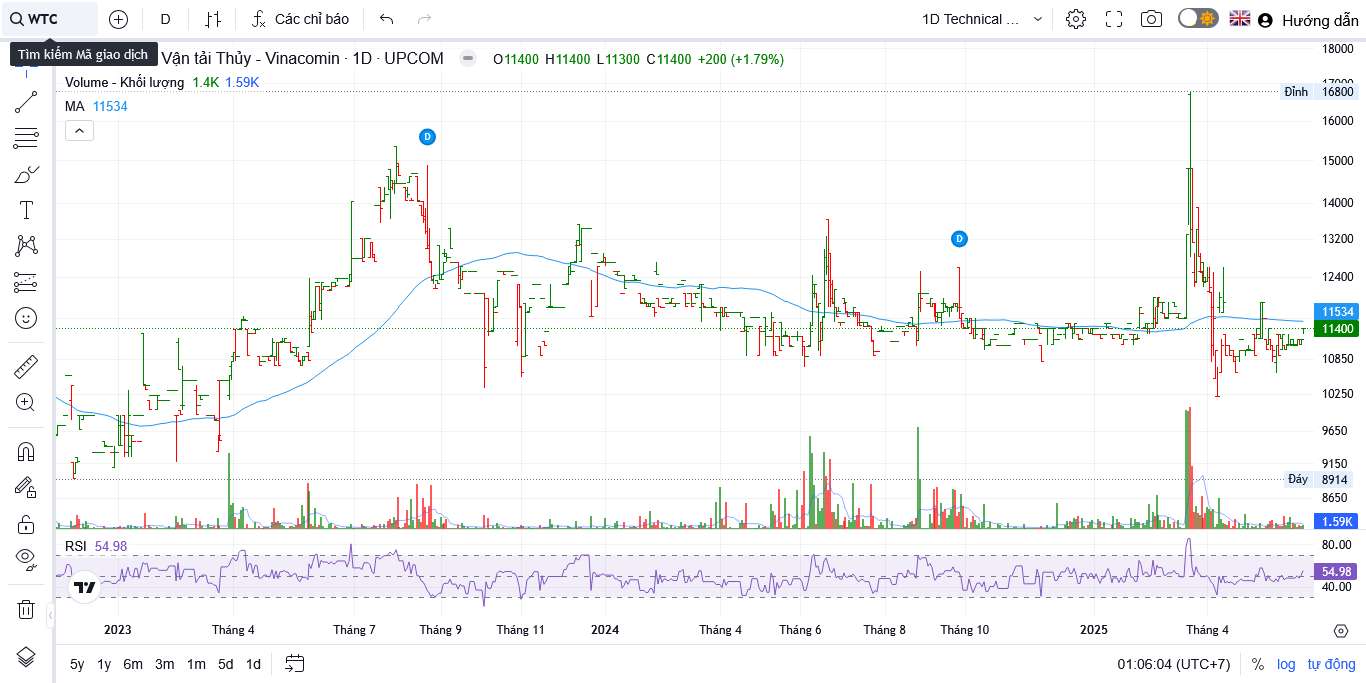 WTC D Các chỉ báo 1D Technical ... Hướng dẫn
Tìm kiếm Mã giao dịch
Vận tải Thủy - Vinacomin · 1D · UPCOM O11400 H11400 L11300 C11400 +200 (+1.79%)
Volume - Khối lượng 1.4K 1.59K
MA 11534
D
D
18000
17000
Đỉnh 16800
16000
15000
14000
13200
12400
11534
11400
10850
10250
9650
9150
Đáy 8914
8650
1.59K
RSI 54.98
80.00
54.98
40.00
2023 Tháng 4 Tháng 7 Tháng 9 Tháng 11 2024 Tháng 4 Tháng 6 Tháng 8 Tháng 10 2025 Tháng 4
5y 1y 6m 3m 1m 5d 1d 01:06:04 (UTC+7) % log tự động